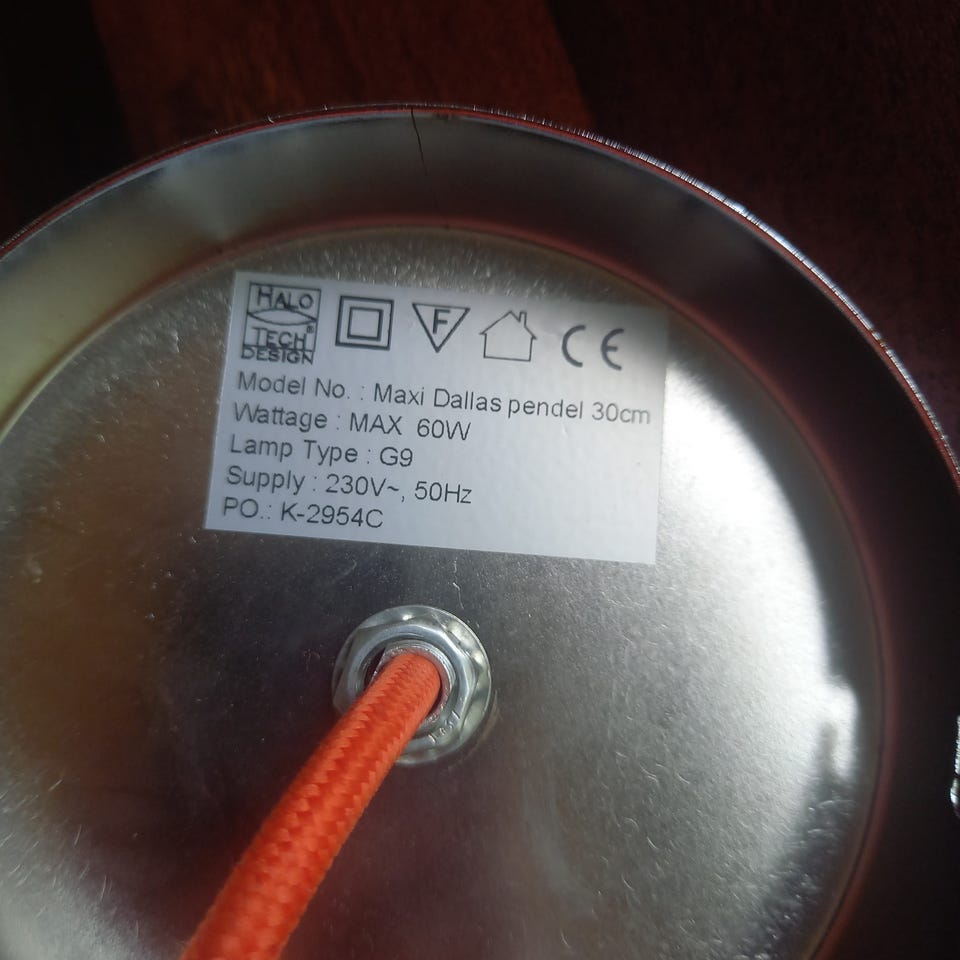 HALO
TECH®
DESIGN
F
CE
Model No. : Maxi Dallas pendel 30cm
Wattage : MAX 60W
Lamp Type : G9
Supply : 230V~, 50Hz
PO.: K-2954C